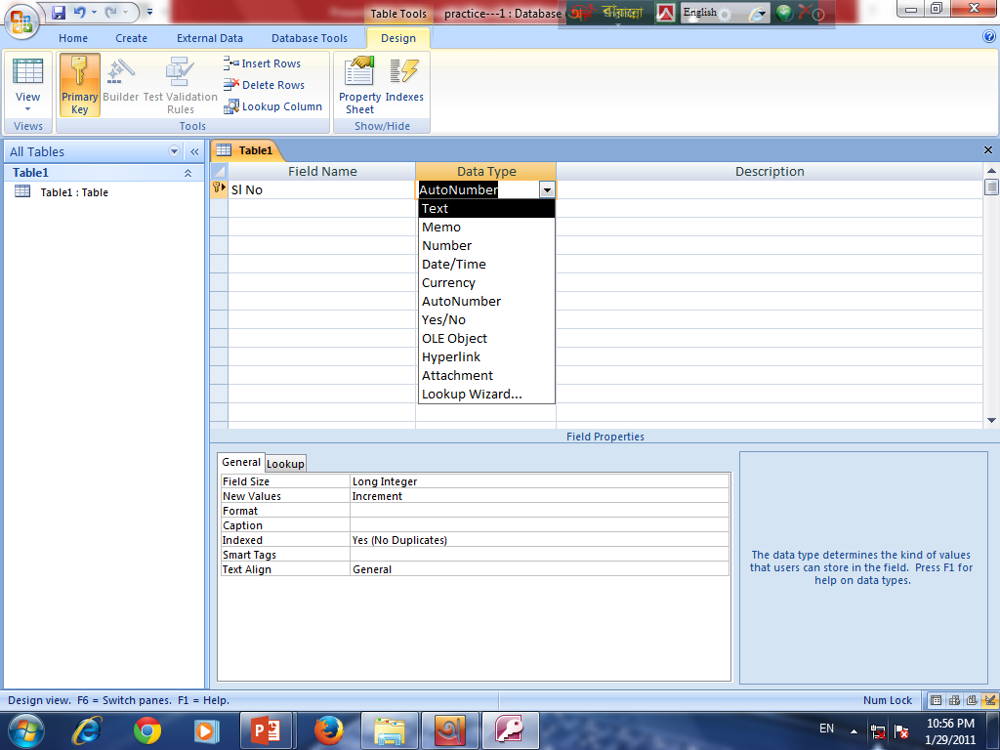 Table Tools practice---1 : Database
English
Home Create External Data Database Tools Design
View
Views
Primary Key
Builder
Test Validation Rules
Insert Rows
Delete Rows
Lookup Column
Tools
Property Sheet
Indexes
Show/Hide
All Tables
Table1
Table1 : Table
Table1
Field Name Data Type Description
Sl No AutoNumber
Text
Memo
Number
Date/Time
Currency
AutoNumber
Yes/No
OLE Object
Hyperlink
Attachment
Lookup Wizard...
Field Properties
General Lookup
Field Size Long Integer
New Values Increment
Format
Caption
Indexed Yes (No Duplicates)
Smart Tags
Text Align General
The data type determines the kind of values
that users can store in the field. Press F1 for
help on data types.
Design view. F6 = Switch panes. F1 = Help.
Num Lock
EN
10:56 PM
1/29/2011